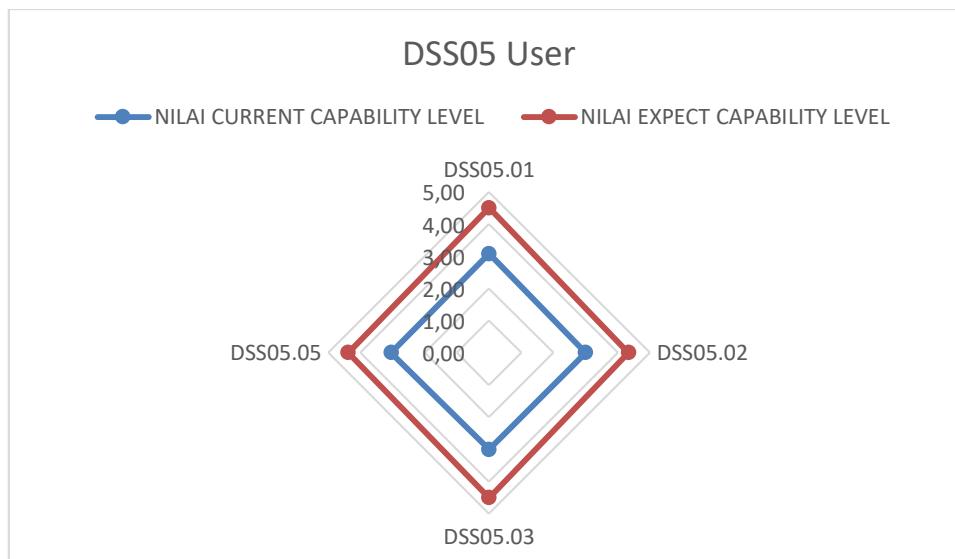 DSS05 User
NILAI CURRENT CAPABILITY LEVEL NILAI EXPECT CAPABILITY LEVEL
DSS05.01
5,00
4,00
3,00
2,00
1,00
0,00
DSS05.05
DSS05.02
DSS05.03